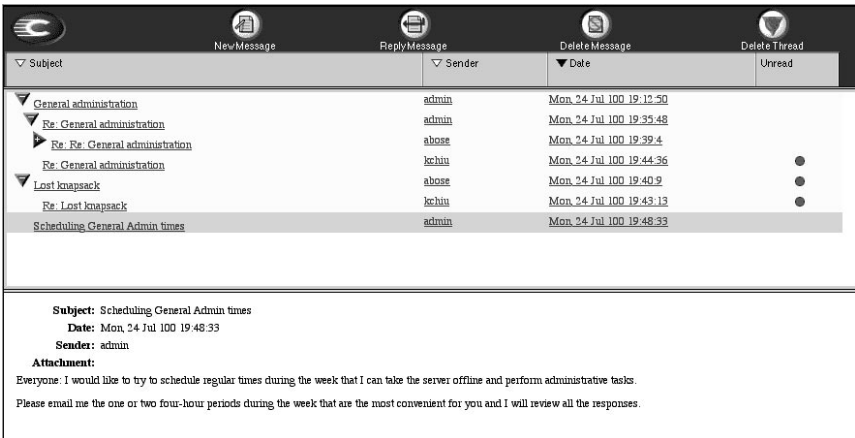 NewMessage ReplyMessage DeleteMessage Delete Thread
Subject Sender Date Unread
General administration admin Mon, 24 Jul 100 19:12:50
Re: General administration admin Mon, 24 Jul 100 19:35:48
Re: Re: General administration abose Mon, 24 Jul 100 19:39:4
Re: General administration kchiu Mon, 24 Jul 100 19:44:36
Lost knapsack abose Mon, 24 Jul 100 19:40:9
Re: Lost knapsack kchiu Mon, 24 Jul 100 19:43:13
Scheduling General Admin times admin Mon, 24 Jul 100 19:48:33
Subject: Scheduling General Admin times
Date: Mon, 24 Jul 100 19:48:33
Sender: admin
Attachment:
Everyone: I would like to try to schedule regular times during the week that I can take the server offline and perform administrative tasks.
Please email me the one or two four-hour periods during the week that are the most convenient for you and I will review all the responses.